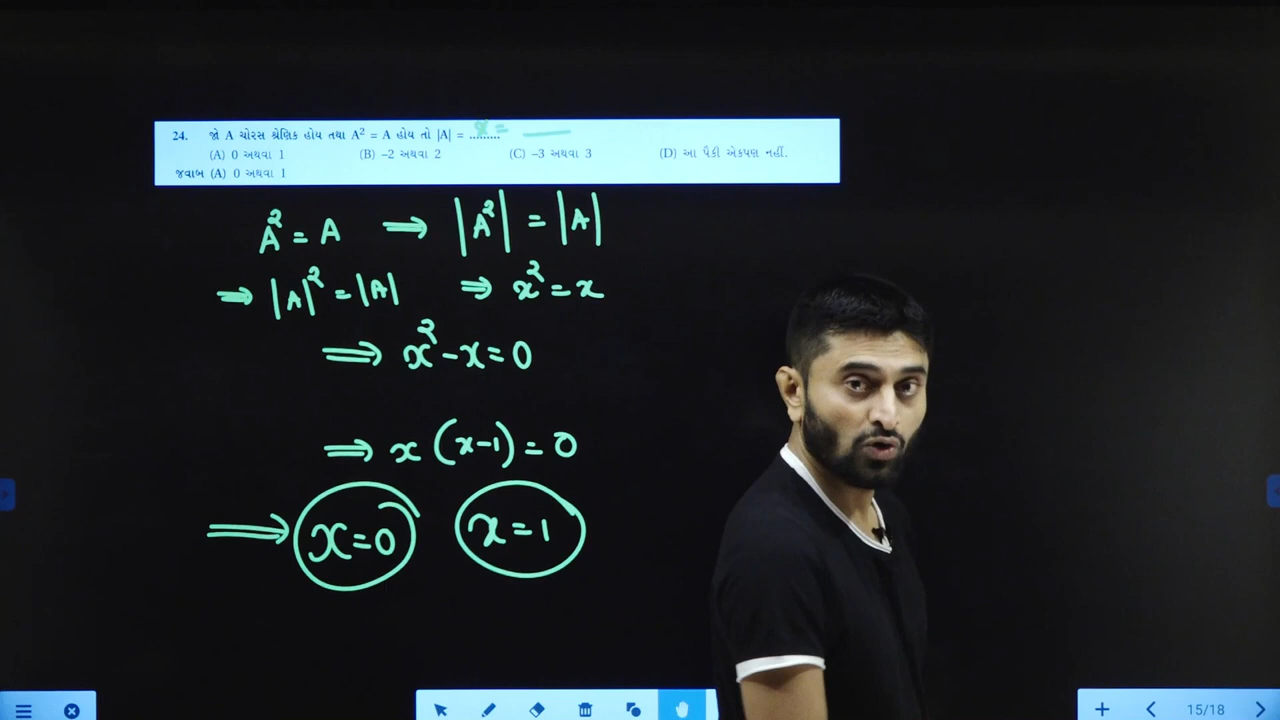 24. જો A ચોરસ શ્રેણિક હોય તથા A² = A હોય તો |A| = ......... x = ___
(A) 0 અથવા 1 (B) –2 અથવા 2 (C) –3 અથવા 3 (D) આ પૈકી એકપણ નહીં.
જવાબ (A) 0 અથવા 1
A² = A ⟹ |A²| = |A|
⟹ |A|² = |A| ⟹ x² = x
⟹ x² – x = 0
⟹ x (x–1) = 0
⟹ x = 0 x = 1
15/18